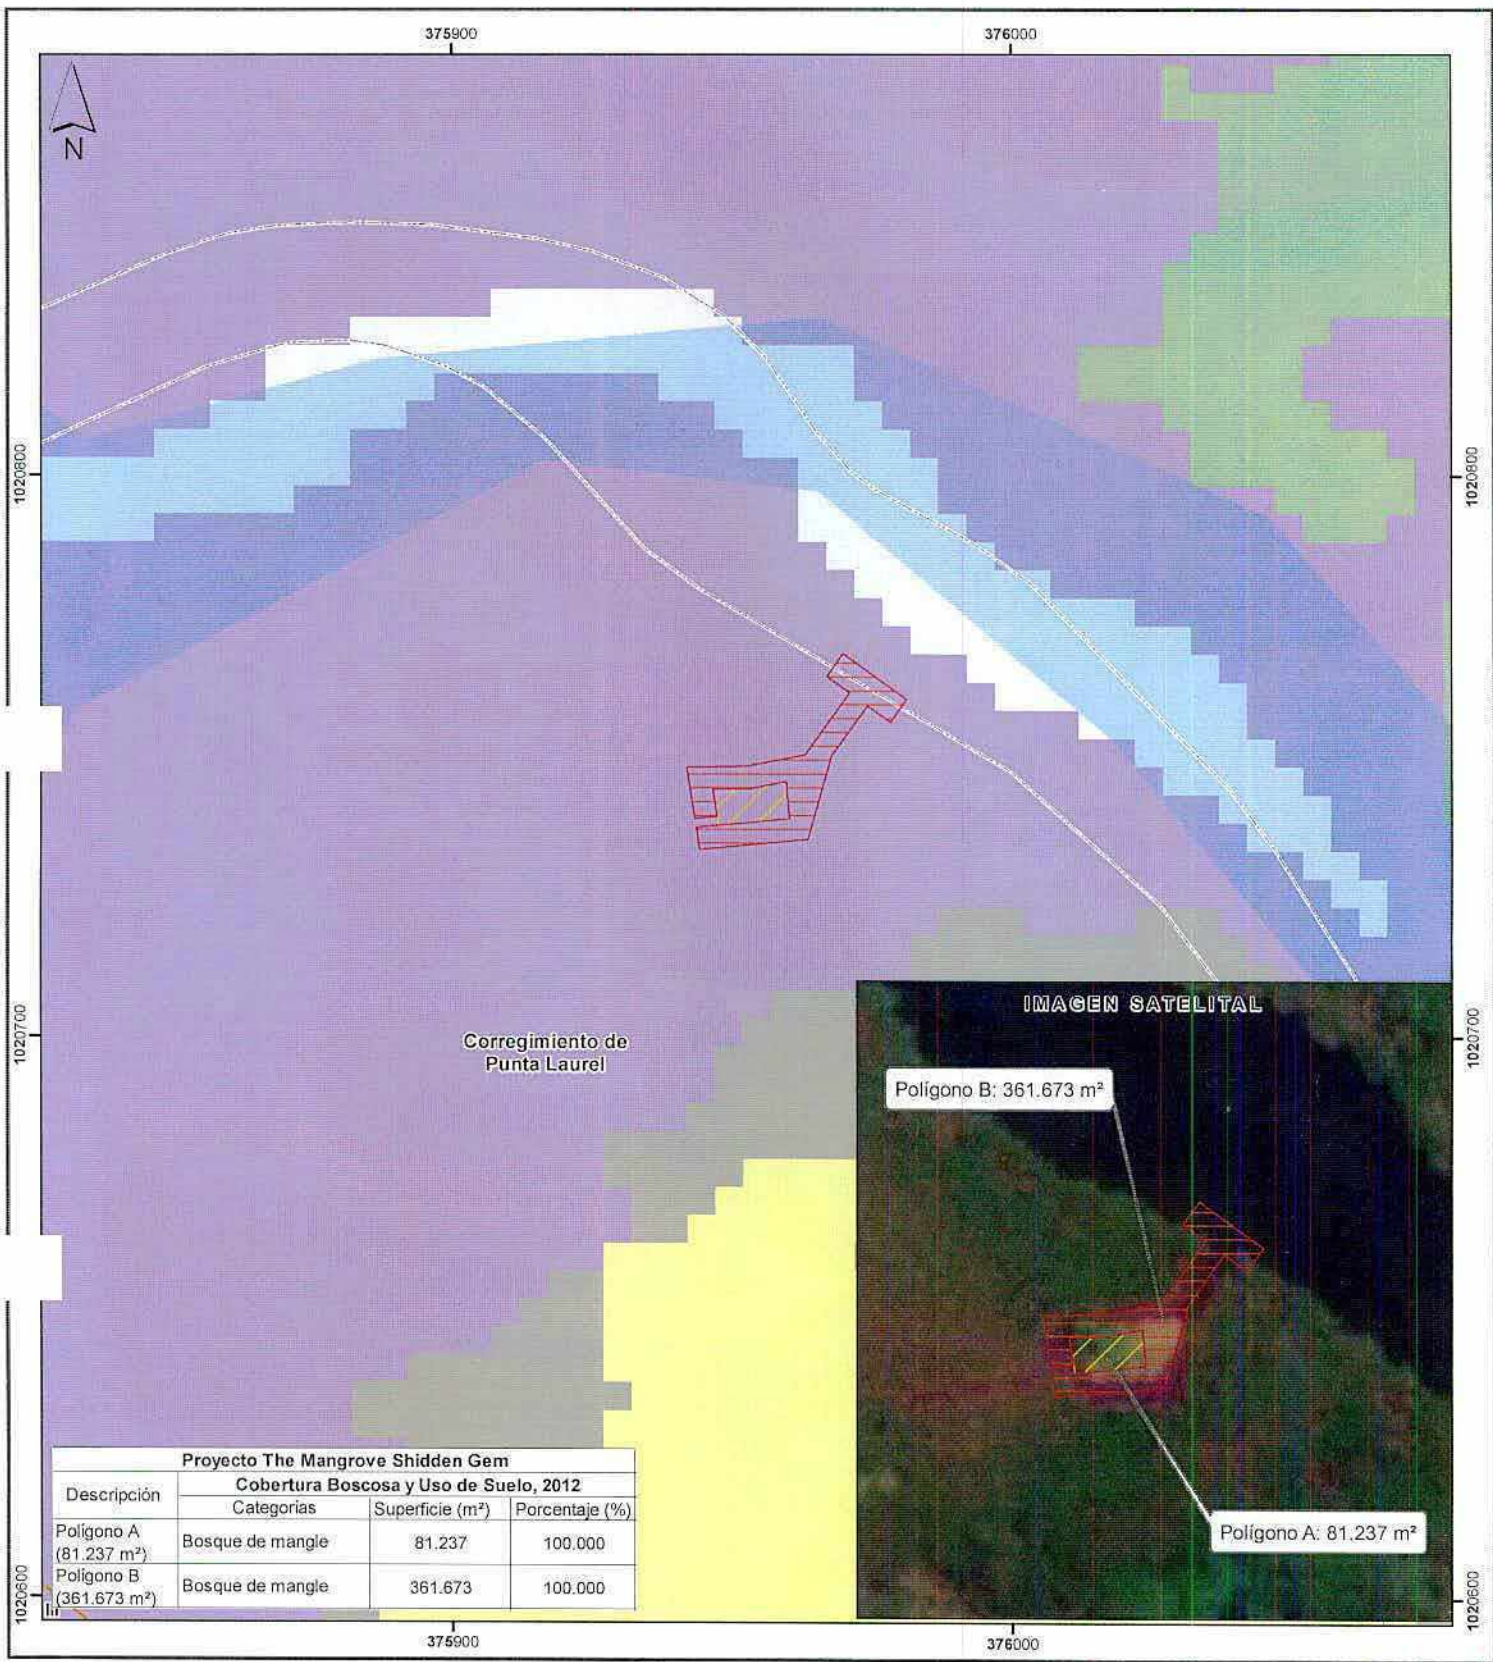 375900
376000
N
1020800
1020800
1020700
1020700
Corregimiento de
Punta Laurel
IMAGEN SATELITAL
Polígono B: 361.673 m²
Polígono A: 81.237 m²
Proyecto The Mangrove Shidden Gem
Descripción
Cobertura Boscosa y Uso de Suelo, 2012
Categorías
Superficie (m²)
Porcentaje (%)
Polígono A
(81.237 m²)
Bosque de mangle
81.237
100.000
Polígono B
(361.673 m²)
Bosque de mangle
361.673
100.000
1020600
1020600
375900
376000